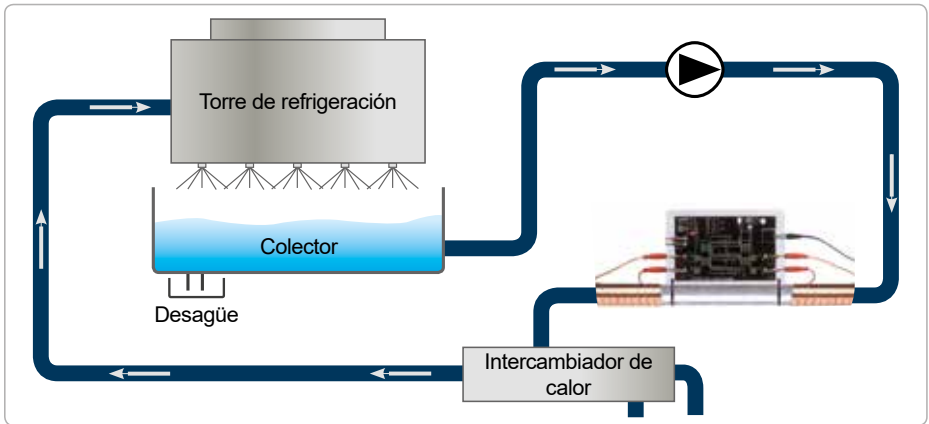 Torre de refrigeración
Colector
Desagüe
Intercambiador de
calor